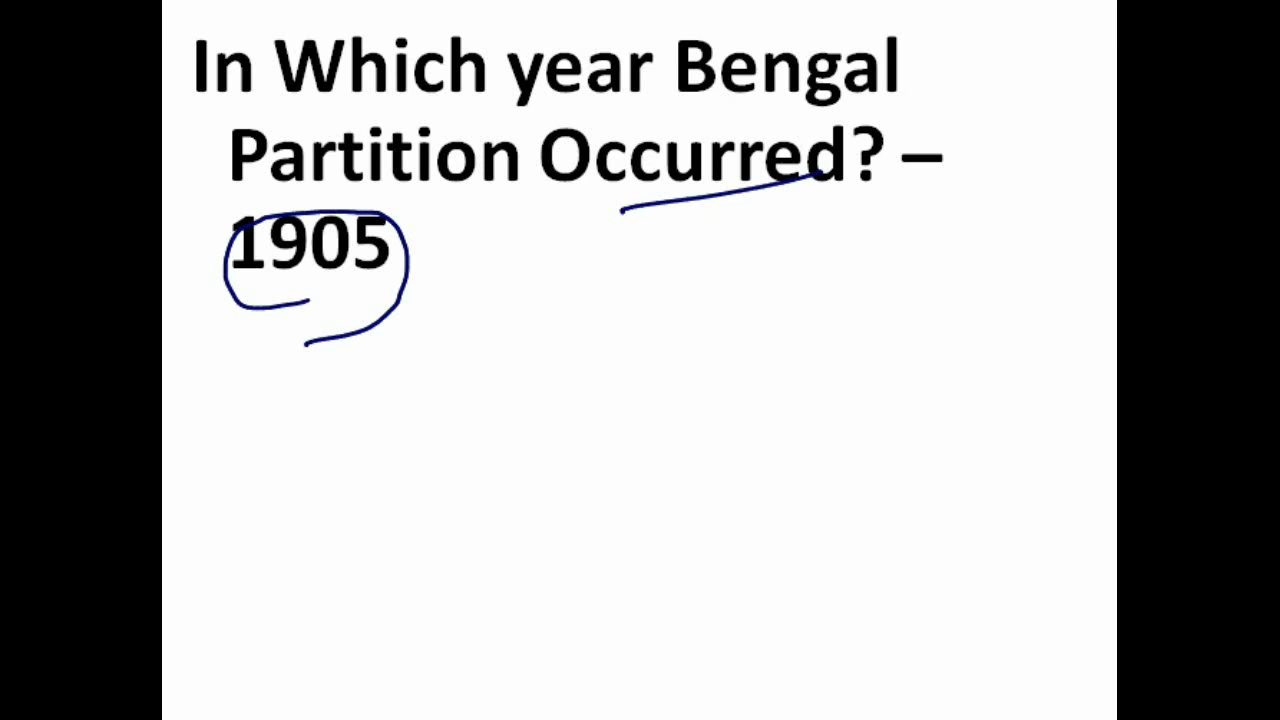 In Which year Bengal
Partition Occurred? –
1905